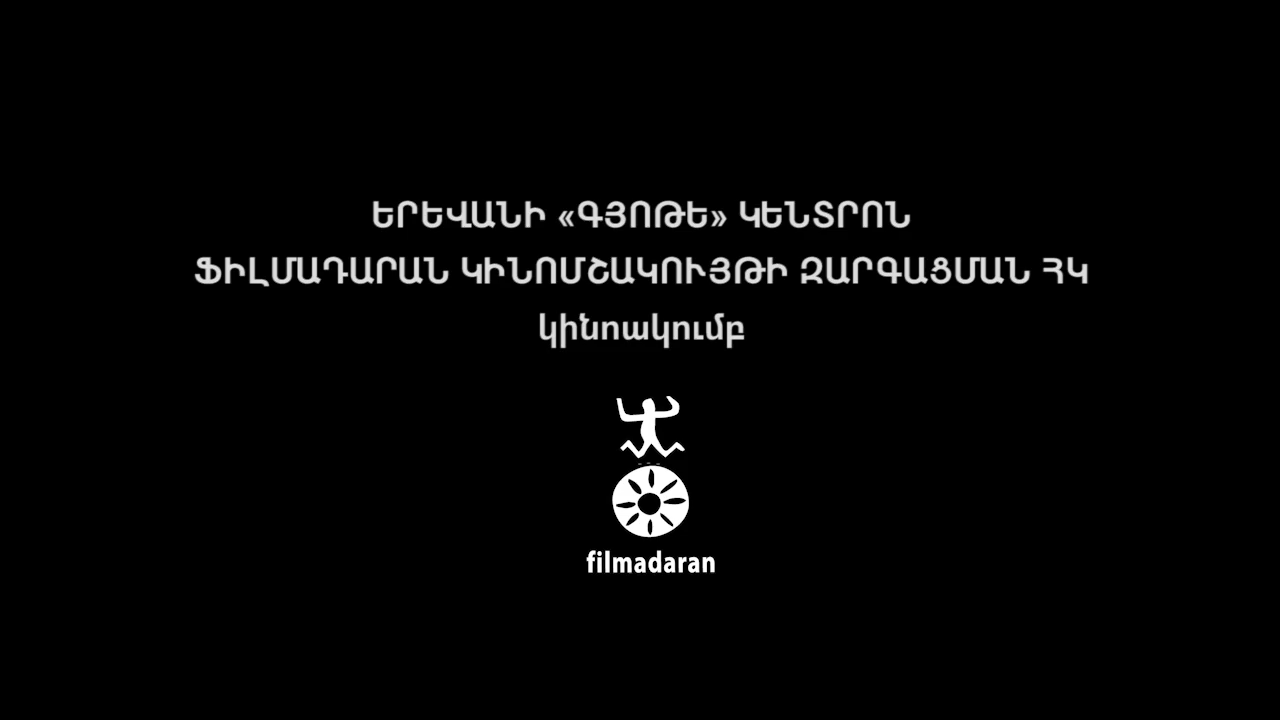 ԵՐԵՎԱՆԻ «ԳՅՈԹԵ» ԿԵՆՏՐՈՆ
ՖԻԼՄԱԴԱՐԱՆ ԿԻՆՈՄՇԱԿՈՒՅԹԻ ԶԱՐԳԱՑՄԱՆ ՀԿ
կինոակումբ
filmadaran